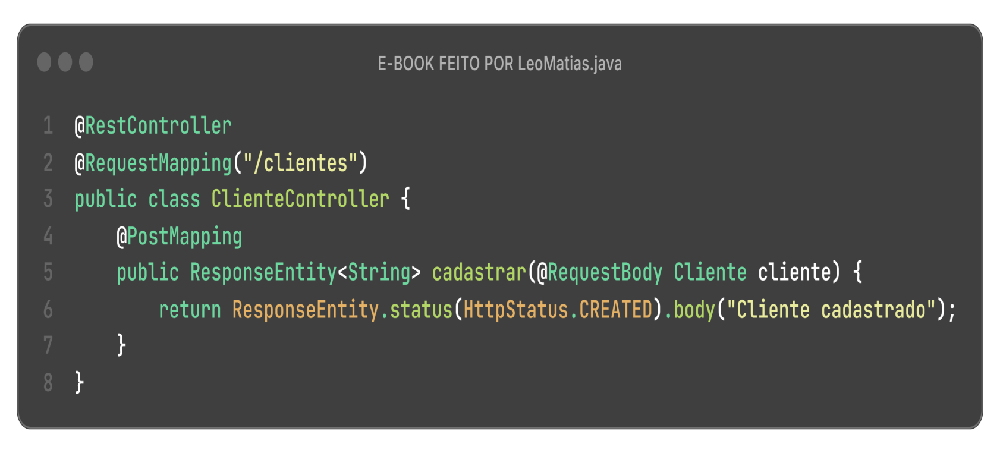 E-BOOK FEITO POR LeoMatias.java
1 @RestController
2 @RequestMapping("/clientes")
3 public class ClienteController {
4     @PostMapping
5     public ResponseEntity<String> cadastrar(@RequestBody Cliente cliente) {
6         return ResponseEntity.status(HttpStatus.CREATED).body("Cliente cadastrado");
7     }
8 }